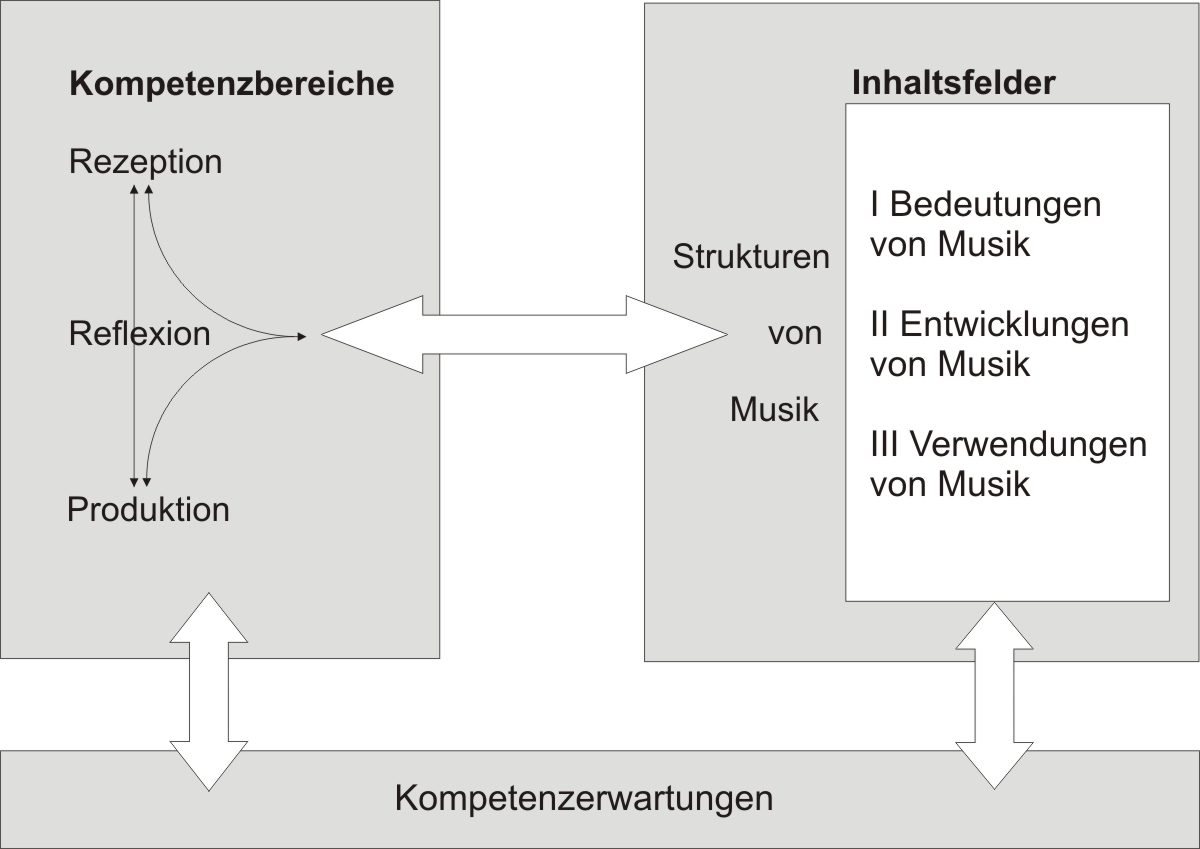 Kompetenzbereiche
Rezeption
Reflexion
Produktion
Inhaltsfelder
Strukturen
von
Musik
I Bedeutungen
von Musik
II Entwicklungen
von Musik
III Verwendungen
von Musik
Kompetenzerwartungen